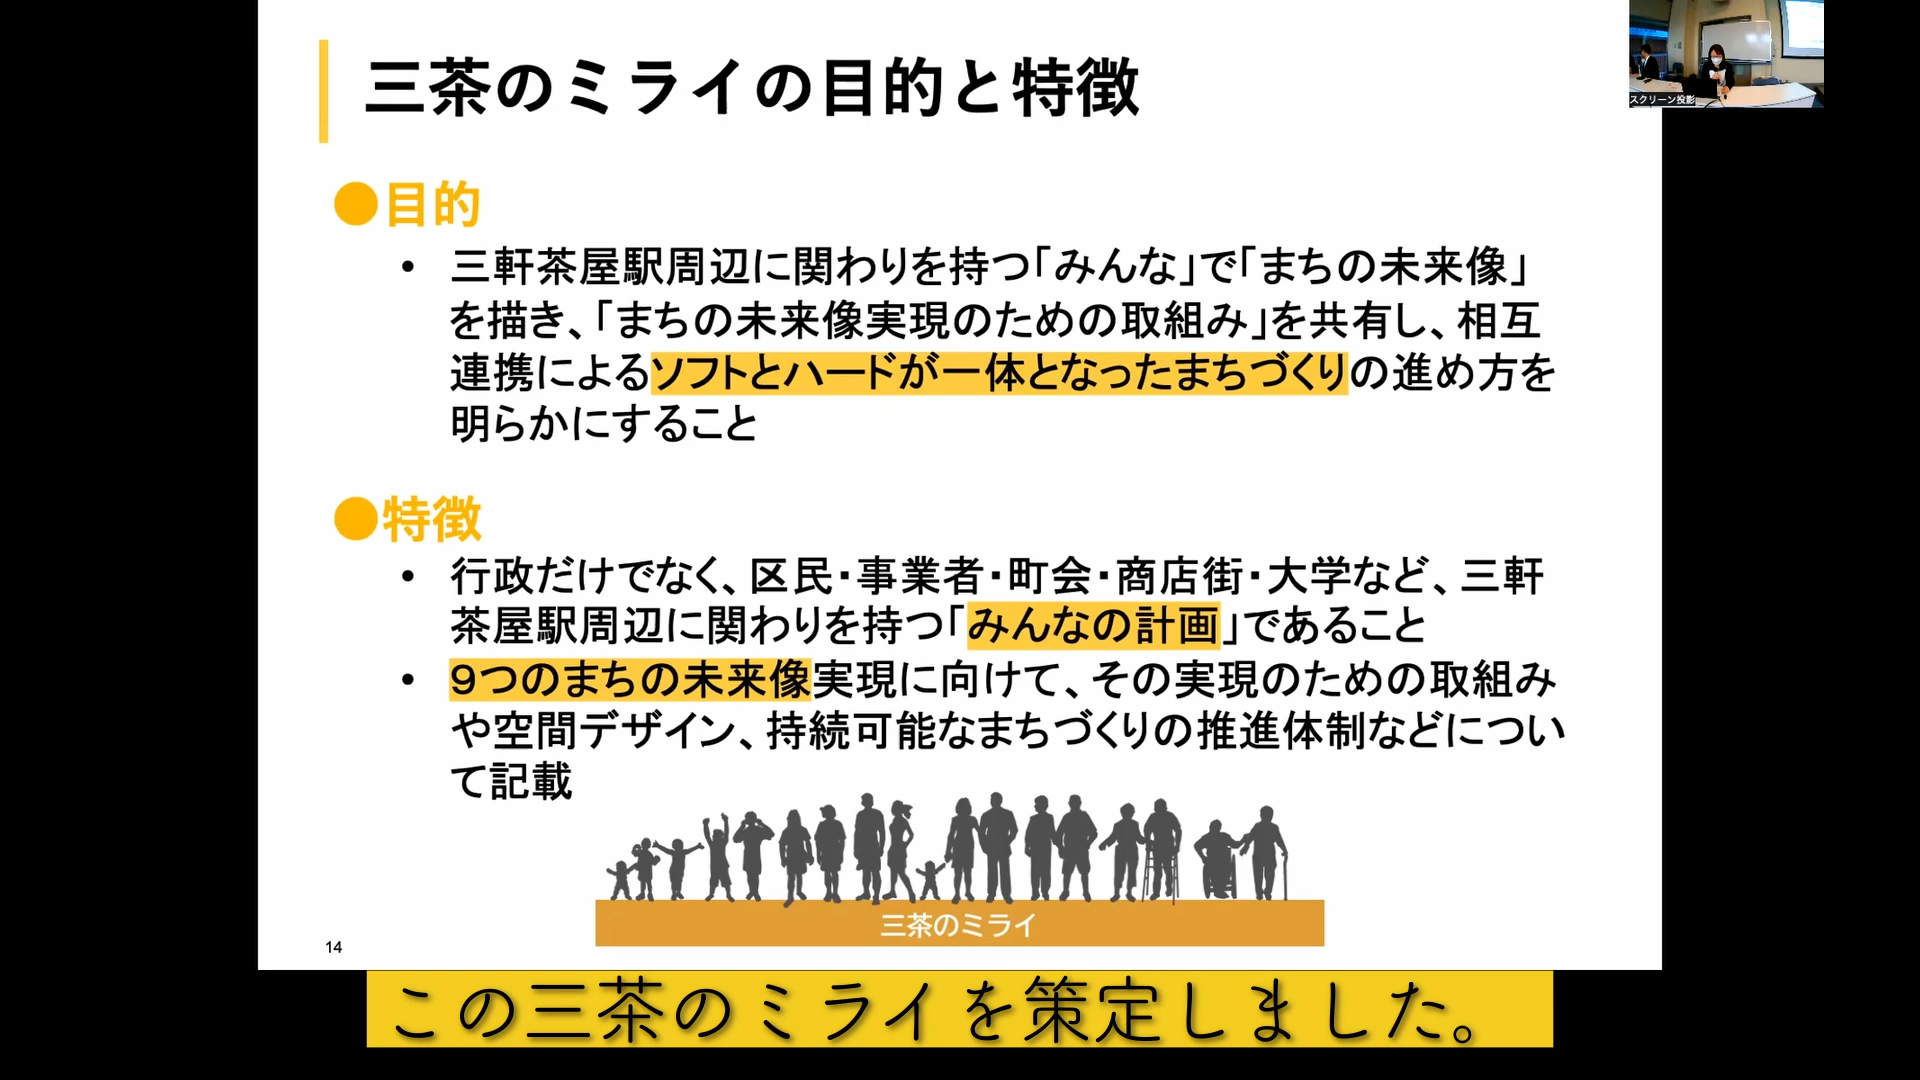 三茶のミライの目的と特徴
スクリーン投影
●目的
• 三軒茶屋駅周辺に関わりを持つ「みんな」で「まちの未来像」
を描き、「まちの未来像実現のための取組み」を共有し、相互
連携によるソフトとハードが一体となったまちづくりの進め方を
明らかにすること
●特徴
• 行政だけでなく、区民・事業者・町会・商店街・大学など、三軒
茶屋駅周辺に関わりを持つ「みんなの計画」であること
• 9つのまちの未来像実現に向けて、その実現のための取組み
や空間デザイン、持続可能なまちづくりの推進体制などについ
て記載
三茶のミライ
14
この三茶のミライを策定しました。